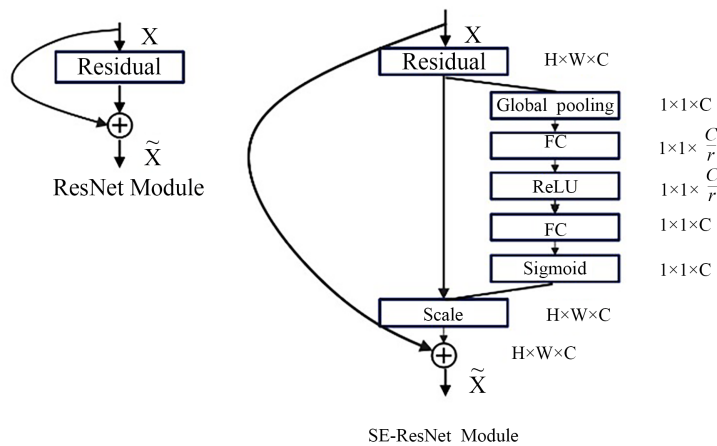 X
Residual
X̃
ResNet Module
X
Residual
H×W×C
Global pooling
1×1×C
FC
1×1× C/r
ReLU
1×1× C/r
FC
1×1×C
Sigmoid
1×1×C
Scale
H×W×C
H×W×C
X̃
SE-ResNet Module